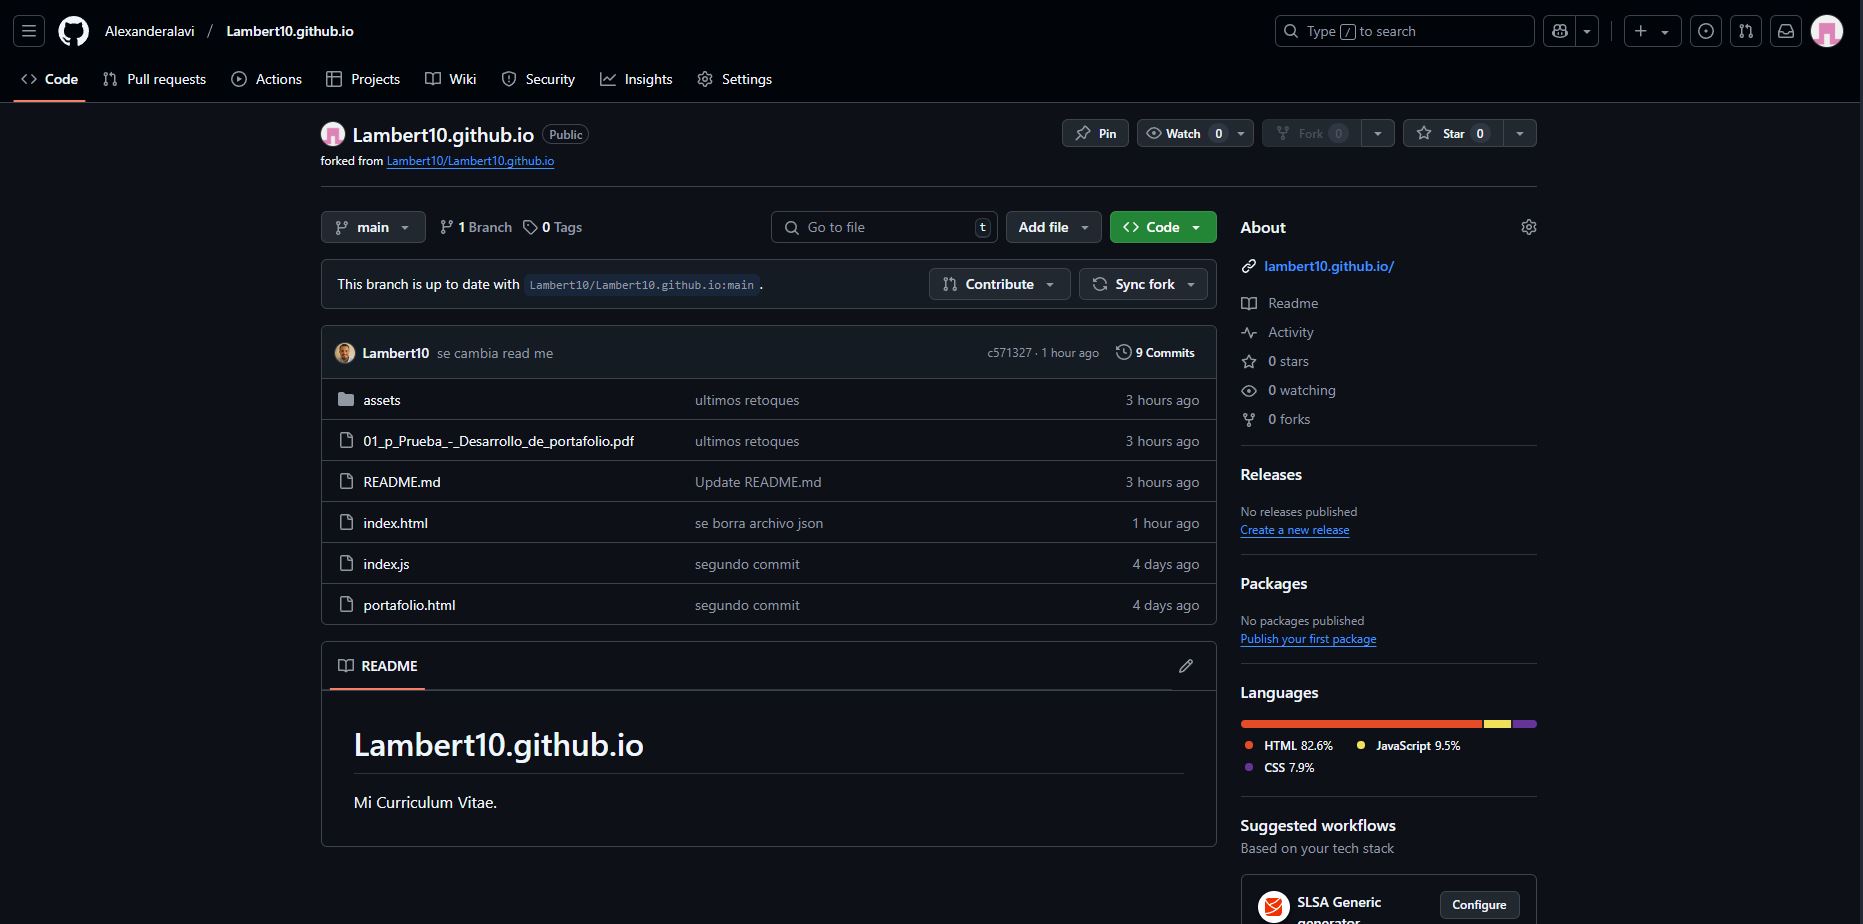 Alexanderalavi / Lambert10.github.io
Type / to search
Code Pull requests Actions Projects Wiki Security Insights Settings
Lambert10.github.io Public
Pin Watch 0 Fork 0 Star 0
forked from Lambert10/Lambert10.github.io
main 1 Branch 0 Tags Go to file t Add file Code
This branch is up to date with Lambert10/Lambert10.github.io:main .
Contribute Sync fork
Lambert10 se cambia read me c571327 · 1 hour ago 9 Commits
assets ultimos retoques 3 hours ago
01_p_Prueba_-_Desarrollo_de_portafolio.pdf ultimos retoques 3 hours ago
README.md Update README.md 3 hours ago
index.html se borra archivo json 1 hour ago
index.js segundo commit 4 days ago
portafolio.html segundo commit 4 days ago
README
Lambert10.github.io
Mi Curriculum Vitae.
About
lambert10.github.io/
Readme
Activity
0 stars
0 watching
0 forks
Releases
No releases published
Create a new release
Packages
No packages published
Publish your first package
Languages
HTML 82.6% JavaScript 9.5%
CSS 7.9%
Suggested workflows
Based on your tech stack
SLSA Generic
generator
Configure